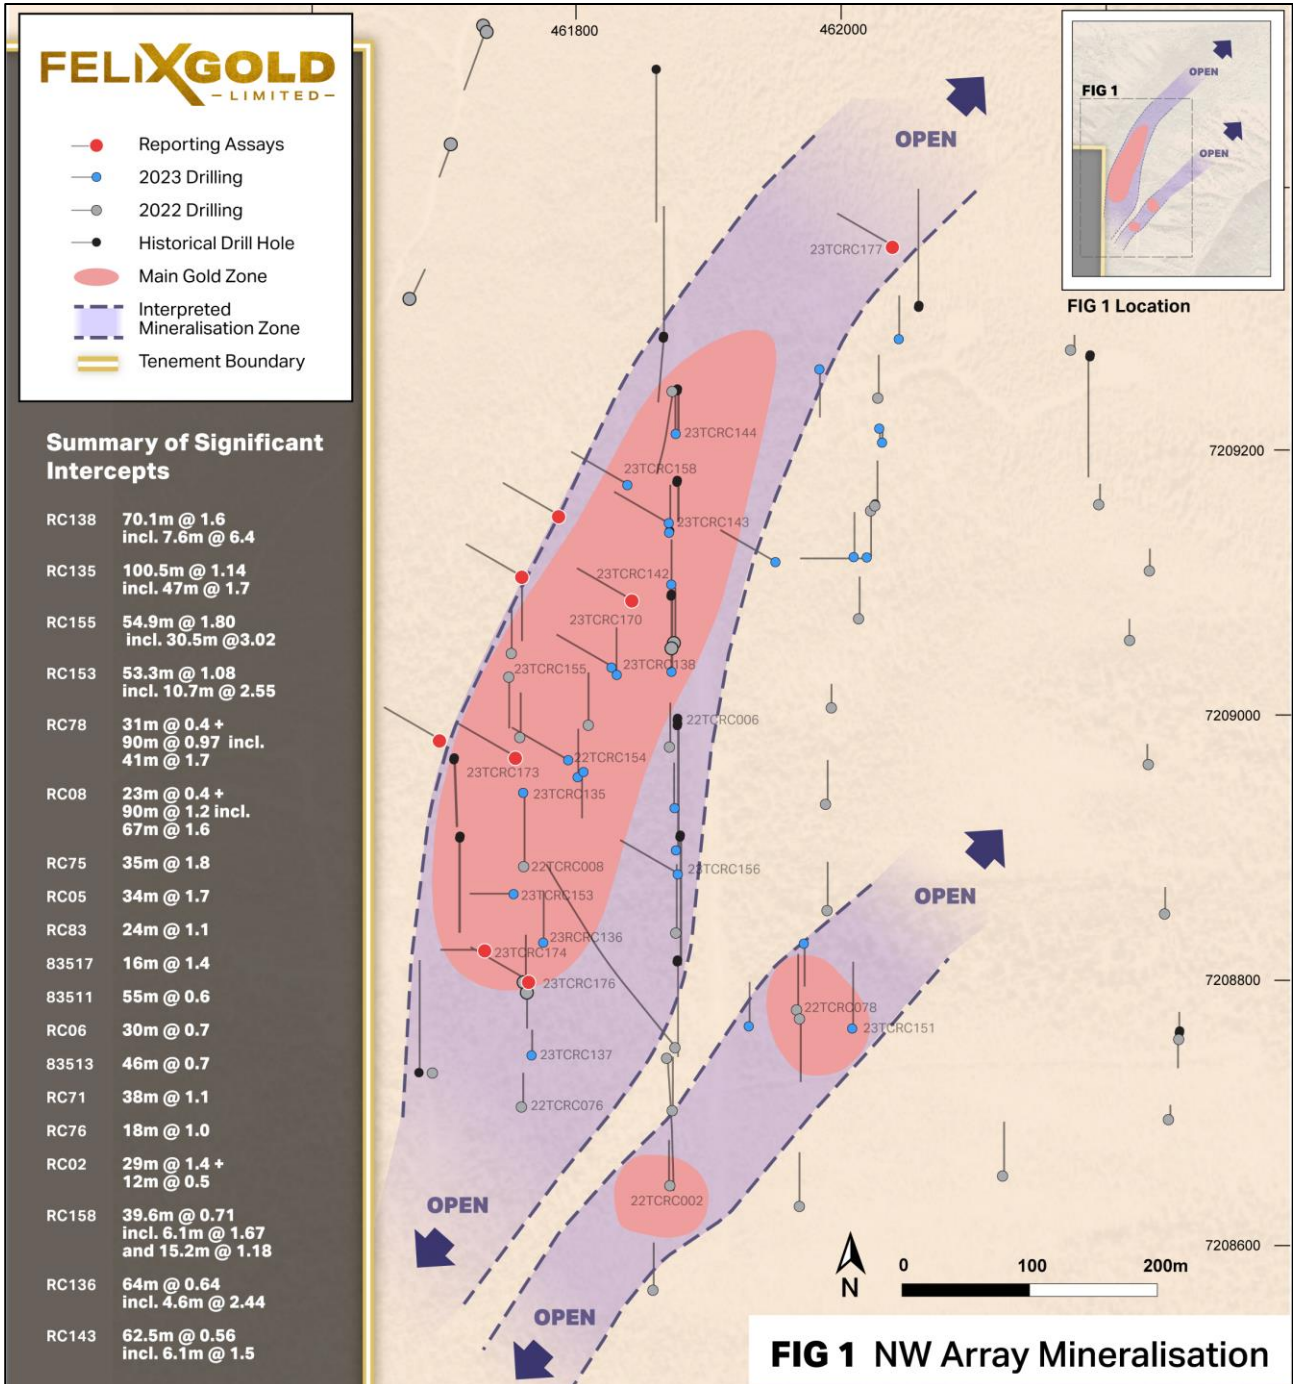 FELIXGOLD
LIMITED
Reporting Assays
2023 Drilling
2022 Drilling
Historical Drill Hole
Main Gold Zone
Interpreted
Mineralisation Zone
Tenement Boundary
Summary of Significant
Intercepts
RC138 70.1m @ 1.6
incl. 7.6m @ 6.4
RC135 100.5m @ 1.14
incl. 47m @ 1.7
RC155 54.9m @ 1.80
incl. 30.5m @3.02
RC153 53.3m @ 1.08
incl. 10.7m @ 2.55
RC78 31m @ 0.4 +
90m @ 0.97 incl.
41m @ 1.7
RC08 23m @ 0.4 +
90m @ 1.2 incl.
67m @ 1.6
RC75 35m @ 1.8
RC05 34m @ 1.7
RC83 24m @ 1.1
83517 16m @ 1.4
83511 55m @ 0.6
RC06 30m @ 0.7
83513 46m @ 0.7
RC71 38m @ 1.1
RC76 18m @ 1.0
RC02 29m @ 1.4 +
12m @ 0.5
RC158 39.6m @ 0.71
incl. 6.1m @ 1.67
and 15.2m @ 1.18
RC136 64m @ 0.64
incl. 4.6m @ 2.44
RC143 62.5m @ 0.56
incl. 6.1m @ 1.5
461800
462000
OPEN
23TCRC177
23TCRC144
23TCRC158
23TCRC143
23TCRC142
23TCRC170
23TCRC155
23TCRC138
22TCRC006
22TCRC154
23TCRC173
23TCRC135
22TCRC008
23TCRC156
23TCRC153
23RCRC136
23TCRC174
23TCRC176
23TCRC137
22TCRC076
OPEN
22TCRC078
23TCRC151
22TCRC002
OPEN
OPEN
7209200
7209000
7208800
7208600
FIG 1
OPEN
OPEN
FIG 1 Location
N
0 100 200m
FIG 1 NW Array Mineralisation